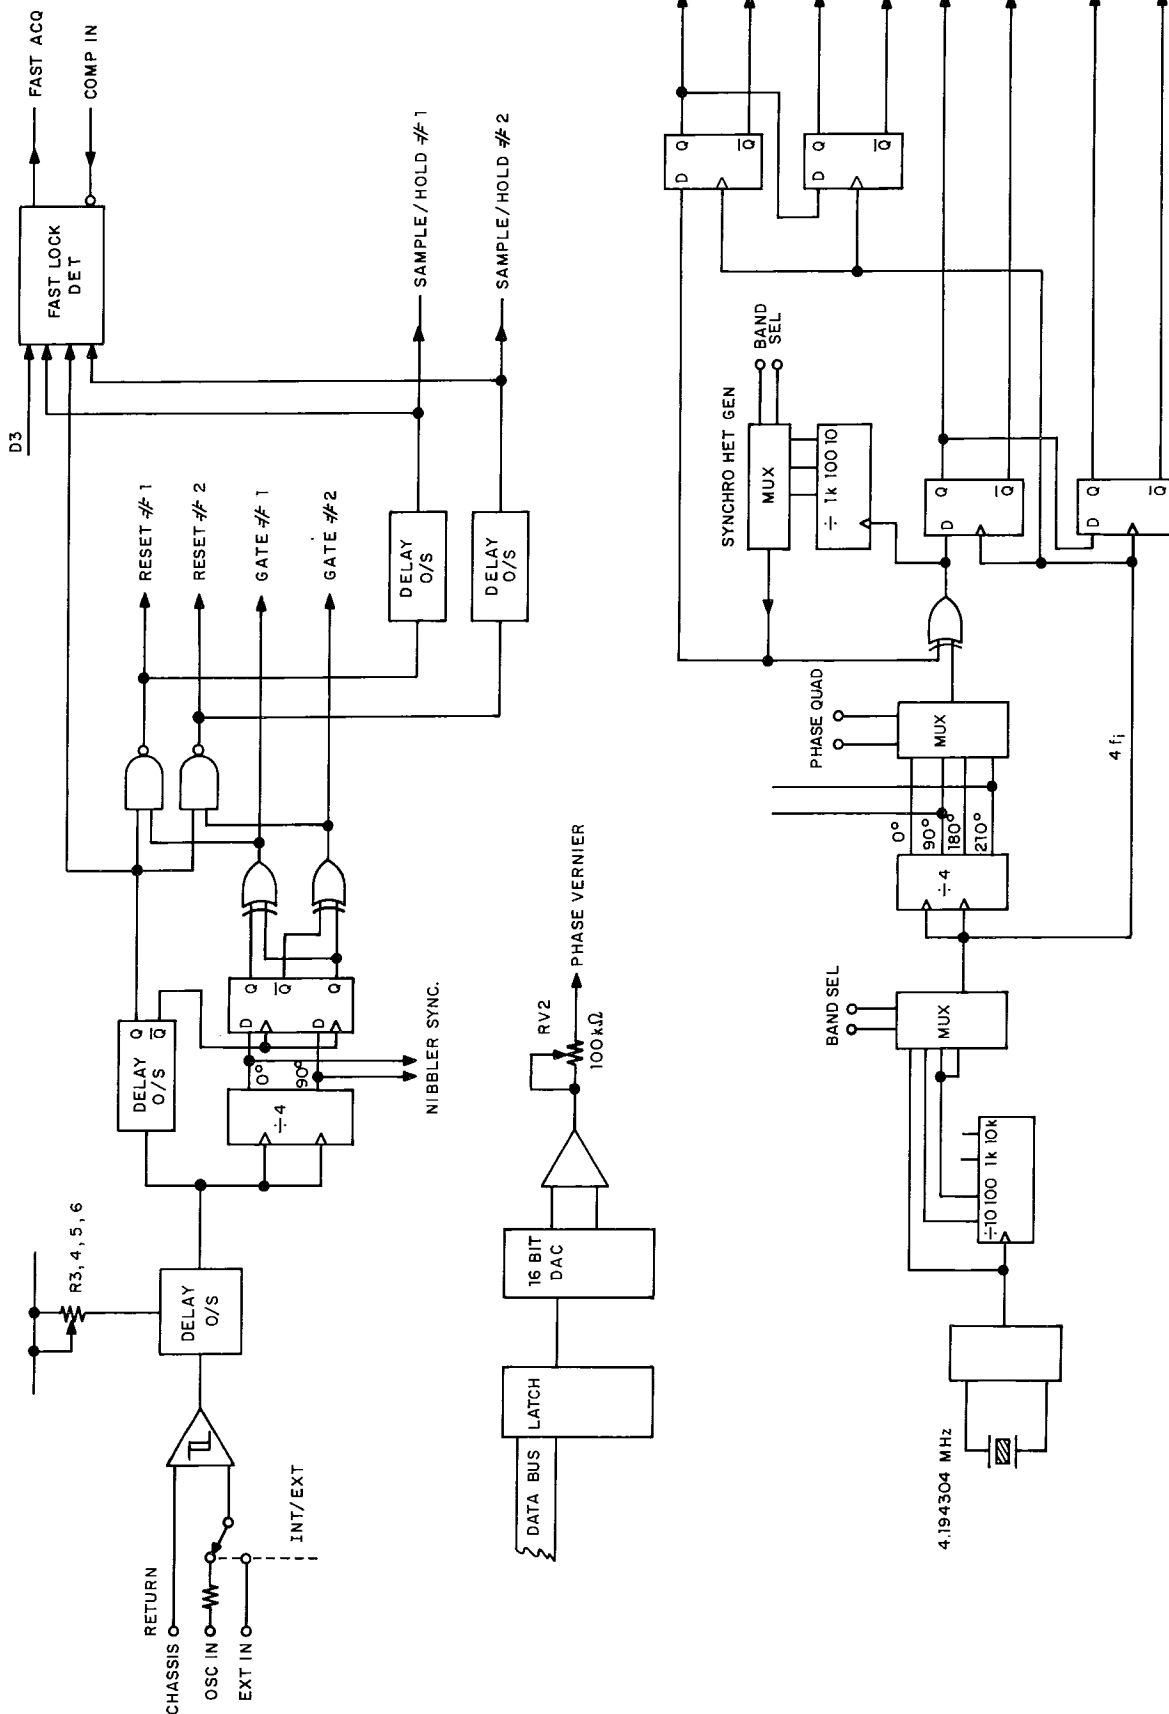 FAST ACQ
COMP IN
FAST LOCK
DET
D3
RESET #1
RESET #2
GATE #1
GATE #2
SAMPLE/HOLD #1
SAMPLE/HOLD #2
DELAY
O/S
DELAY
O/S
DELAY
O/S
Q
Q
D
Q
Q
D
Q
0°
90°
÷4
NIBBLER SYNC.
R3, 4, 5, 6
DELAY
O/S
RETURN
CHASSIS
OSC IN
EXT IN
INT/EXT
PHASE VERNIER
RV2
100kΩ
16 BIT
DAC
LATCH
DATA BUS
D
Q
Q
D
Q
Q
BAND
SEL
SYNCHRO HET GEN
MUX
÷ 1k 100 10
D
Q
Q
D
Q
Q
PHASE QUAD
MUX
0°
90°
180°
270°
÷4
4 fi
BAND SEL
MUX
÷10 100 1k 10k
4.194304 MHz